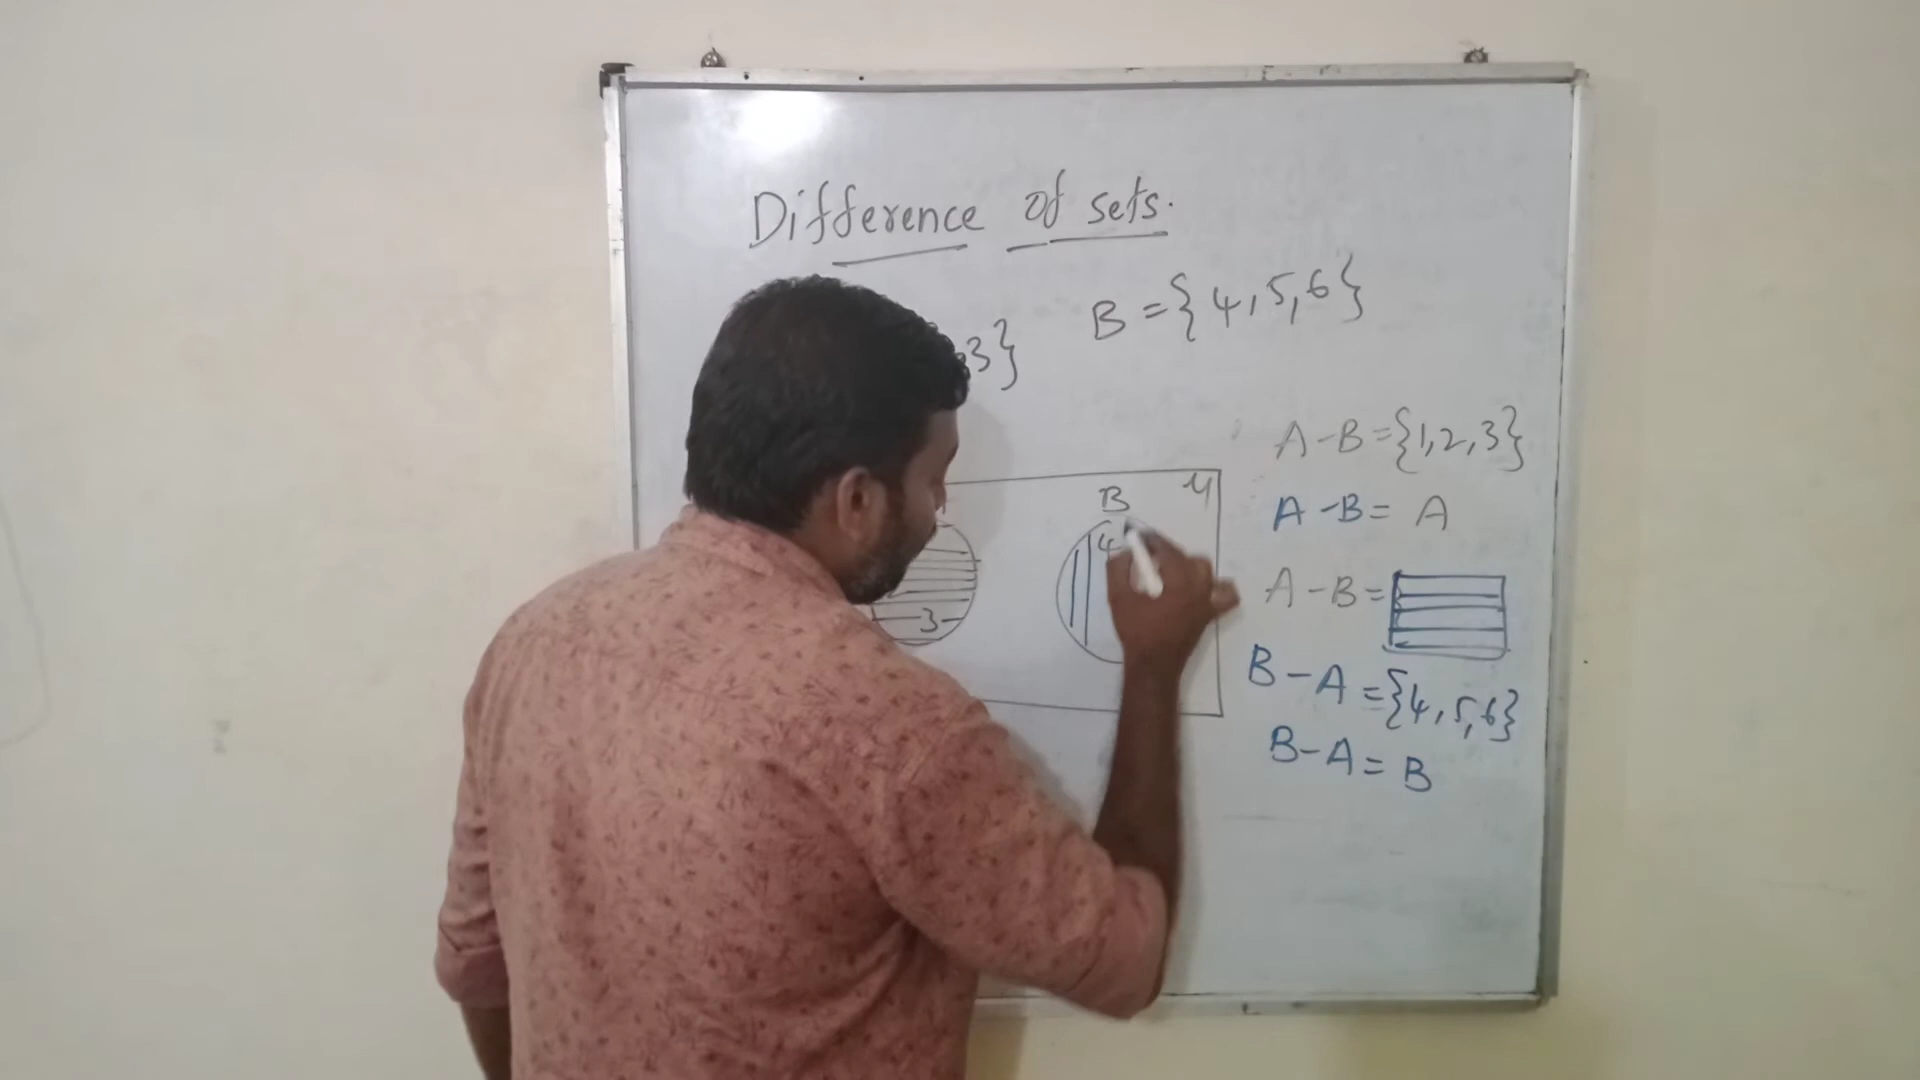 Difference of sets.
3}
B = {4, 5, 6}
A - B = {1, 2, 3}
B
μ
A - B = A
4
A - B =
3
B - A = {4, 5, 6}
B - A = B